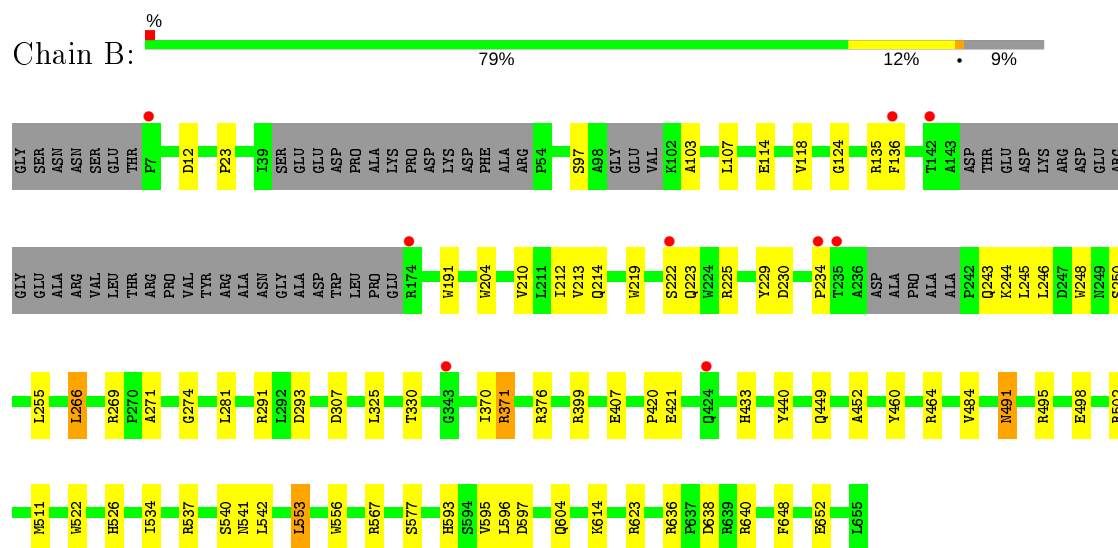 %
Chain B:
79% 12% • 9%
GLY SER ASN ASN SER GLU THR P7 D12 P23 I39 SER GLU GLU ASP PRO ALA LYS PRO ASP LYS ASP PHE ALA ARG P54 S97 A98 GLY GLU VAL K102 A103 L107 E114 V118 G124 R135 F136 T142 A143 ASP THR GLU ASP LYS ARG ASP GLU ARG
GLY GLU ALA ARG VAL LEU THR ARG PRO VAL TYR ARG ALA ASN GLY ALA ASP TRP LEU PRO GLU R174 W191 W204 V210 L211 I212 V213 Q214 W219 S222 Q223 W224 R225 Y229 D230 P234 T235 A236 ASP ALA PRO ALA ALA P242 Q243 K244 L245 L246 D247 W248 N249 S250
L255 L266 R269 P270 A271 G274 L281 R291 L292 D293 D307 L325 T330 G343 I370 R371 R376 R399 E407 P420 E421 Q424 H433 Y440 Q449 A452 Y460 R464 V484 N491 R495 E498
M511 W522 H526 I534 R537 S540 N541 L542 L553 W556 R567 S577 H593 S594 V595 L596 D597 Q604 K614 R623 R636 P637 D638 R639 R640 F648 E652 L655